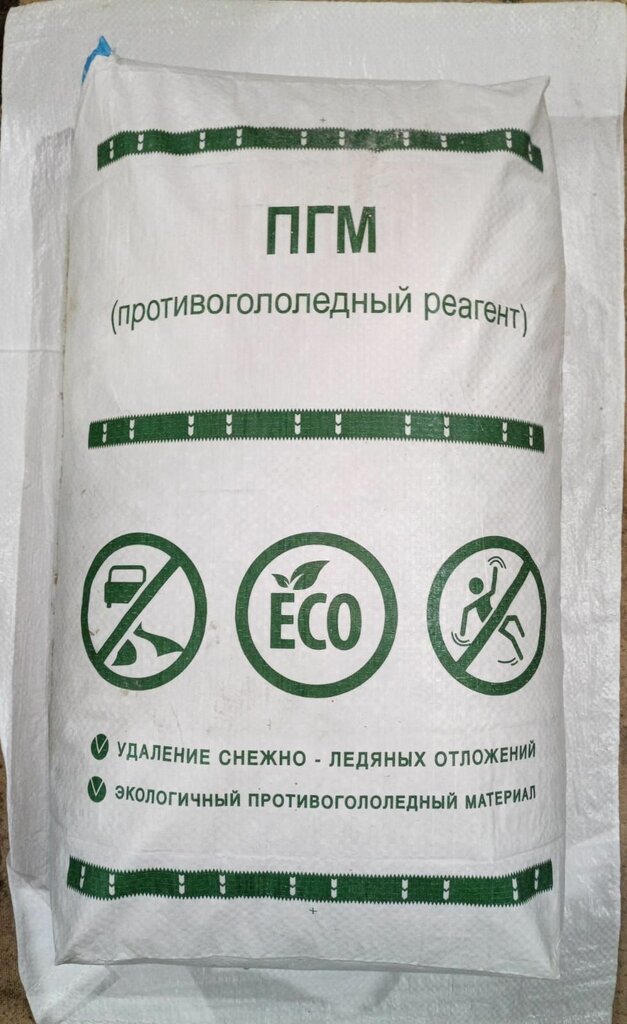 ПГМ
(противогололедный реагент)
ECO
УДАЛЕНИЕ СНЕЖНО - ЛЕДЯНЫХ ОТЛОЖЕНИЙ
ЭКОЛОГИЧНЫЙ ПРОТИВОГОЛОЛЕДНЫЙ МАТЕРИАЛ